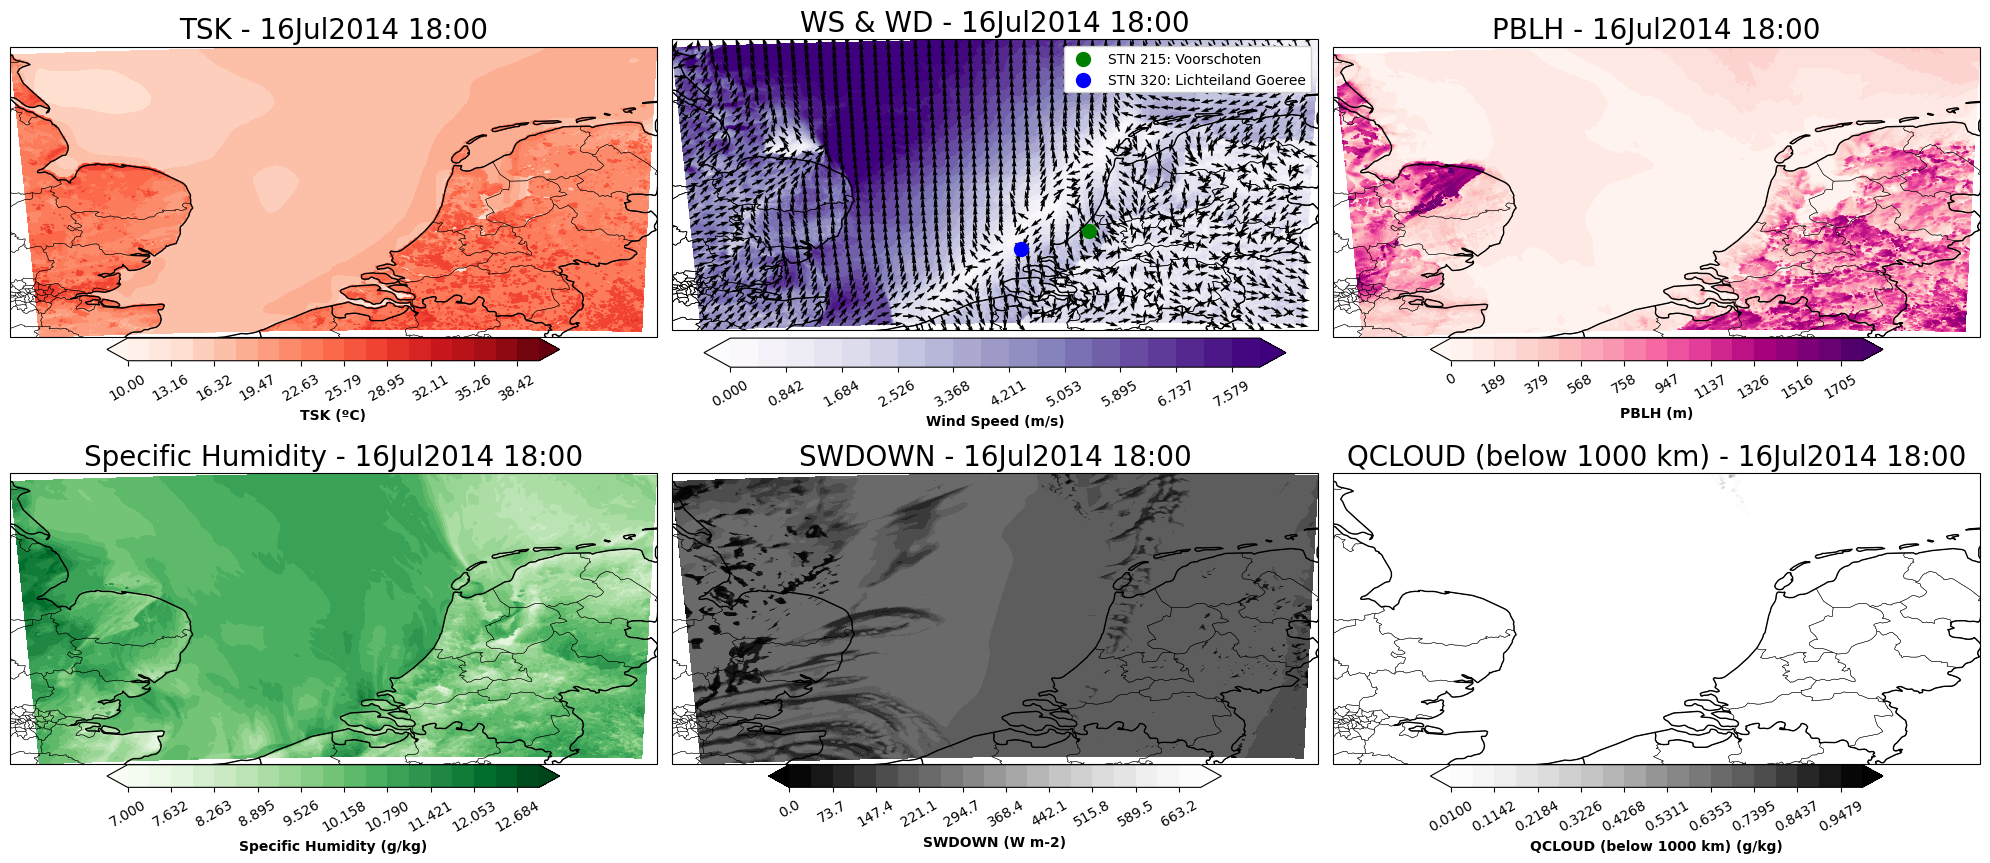 TSK - 16Jul2014 18:00
10.00 13.16 16.32 19.47 22.63 25.79 28.95 32.11 35.26 38.42
TSK (ºC)
WS & WD - 16Jul2014 18:00
STN 215: Voorschoten
STN 320: Lichteiland Goeree
0.000 0.842 1.684 2.526 3.368 4.211 5.053 5.895 6.737 7.579
Wind Speed (m/s)
PBLH - 16Jul2014 18:00
0 189 379 568 758 947 1137 1326 1516 1705
PBLH (m)
Specific Humidity - 16Jul2014 18:00
7.000 7.632 8.263 8.895 9.526 10.158 10.790 11.421 12.053 12.684
Specific Humidity (g/kg)
SWDOWN - 16Jul2014 18:00
0.0 73.7 147.4 221.1 294.7 368.4 442.1 515.8 589.5 663.2
SWDOWN (W m-2)
QCLOUD (below 1000 km) - 16Jul2014 18:00
0.0100 0.1142 0.2184 0.3226 0.4268 0.5311 0.6353 0.7395 0.8437 0.9479
QCLOUD (below 1000 km) (g/kg)